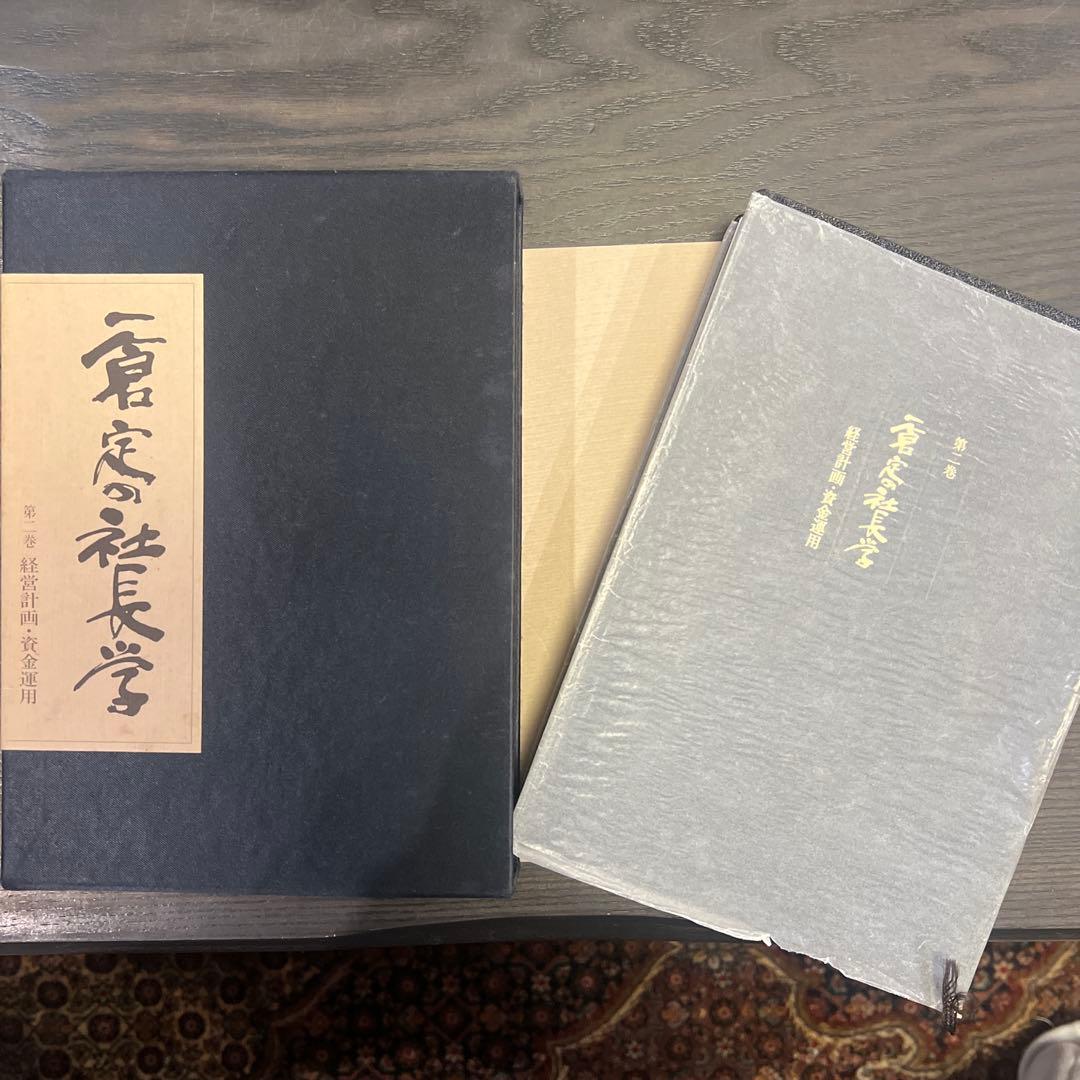 一倉定の社長学
第二巻 経営計画・資金運用
第二巻
一倉定の社長学
経営計画・資金運用